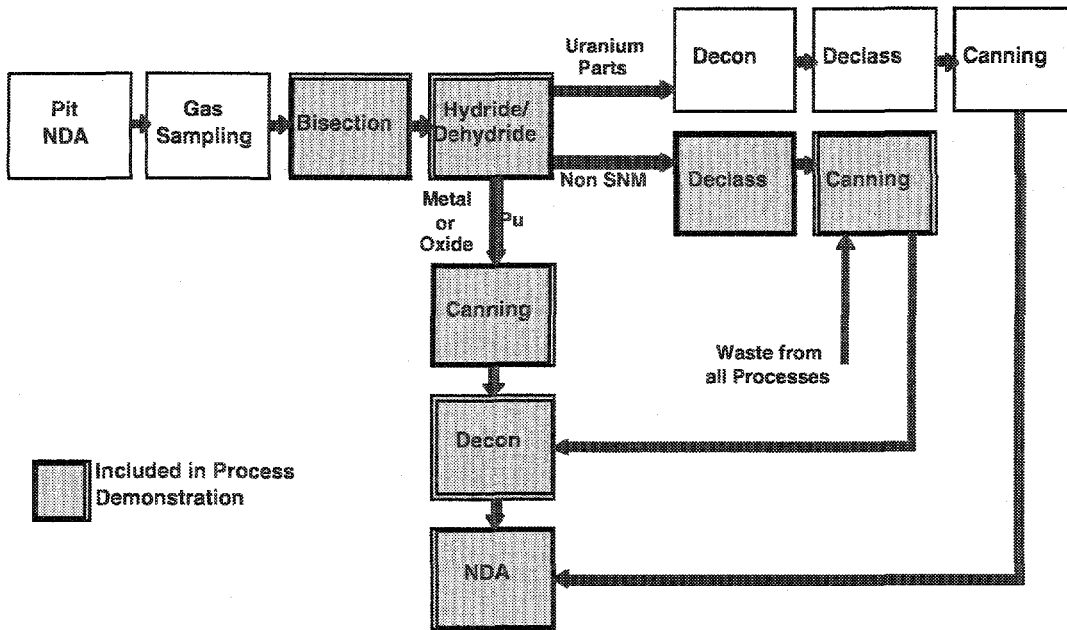 Pit
NDA
Gas
Sampling
Bisection
Hydride/
Dehydride
Uranium
Parts
Decon
Declass
Canning
Non SNM
Declass
Canning
Metal
or
Oxide
Pu
Canning
Waste from
all Processes
Decon
NDA
Included in Process
Demonstration